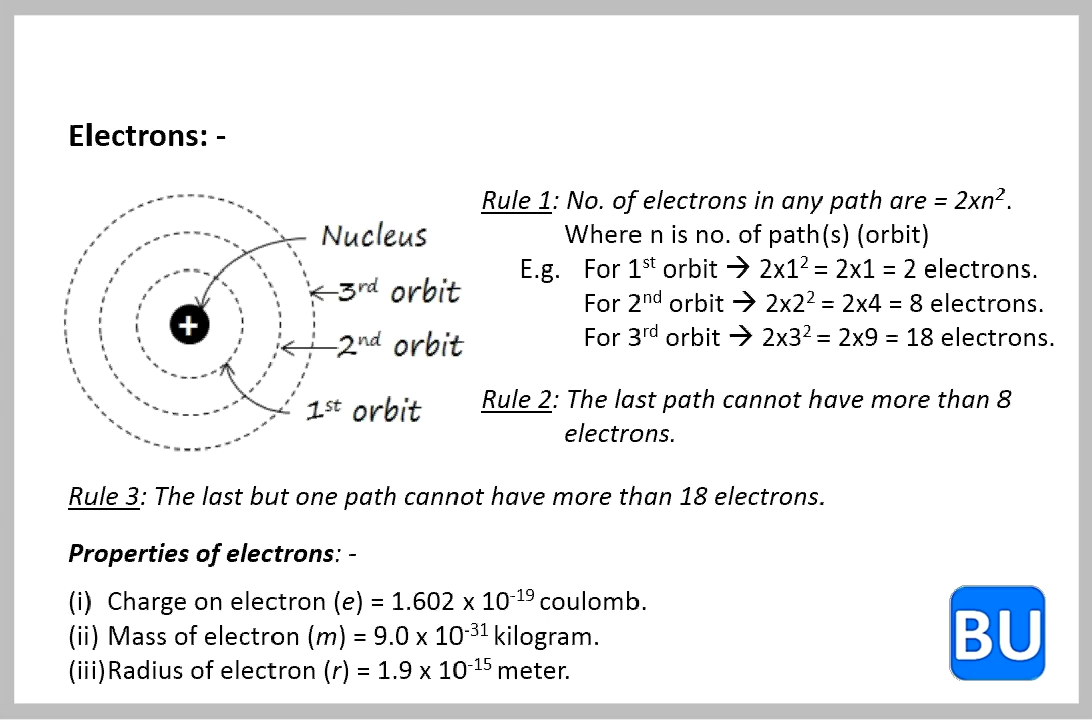 Electrons: -
Nucleus
3rd orbit
2nd orbit
1st orbit
+
Rule 1: No. of electrons in any path are = 2xn².
Where n is no. of path(s) (orbit)
E.g. For 1st orbit → 2x1² = 2x1 = 2 electrons.
For 2nd orbit → 2x2² = 2x4 = 8 electrons.
For 3rd orbit → 2x3² = 2x9 = 18 electrons.
Rule 2: The last path cannot have more than 8
electrons.
Rule 3: The last but one path cannot have more than 18 electrons.
Properties of electrons: -
(i) Charge on electron (e) = 1.602 x 10⁻¹⁹ coulomb.
(ii) Mass of electron (m) = 9.0 x 10⁻³¹ kilogram.
(iii) Radius of electron (r) = 1.9 x 10⁻¹⁵ meter.
BU